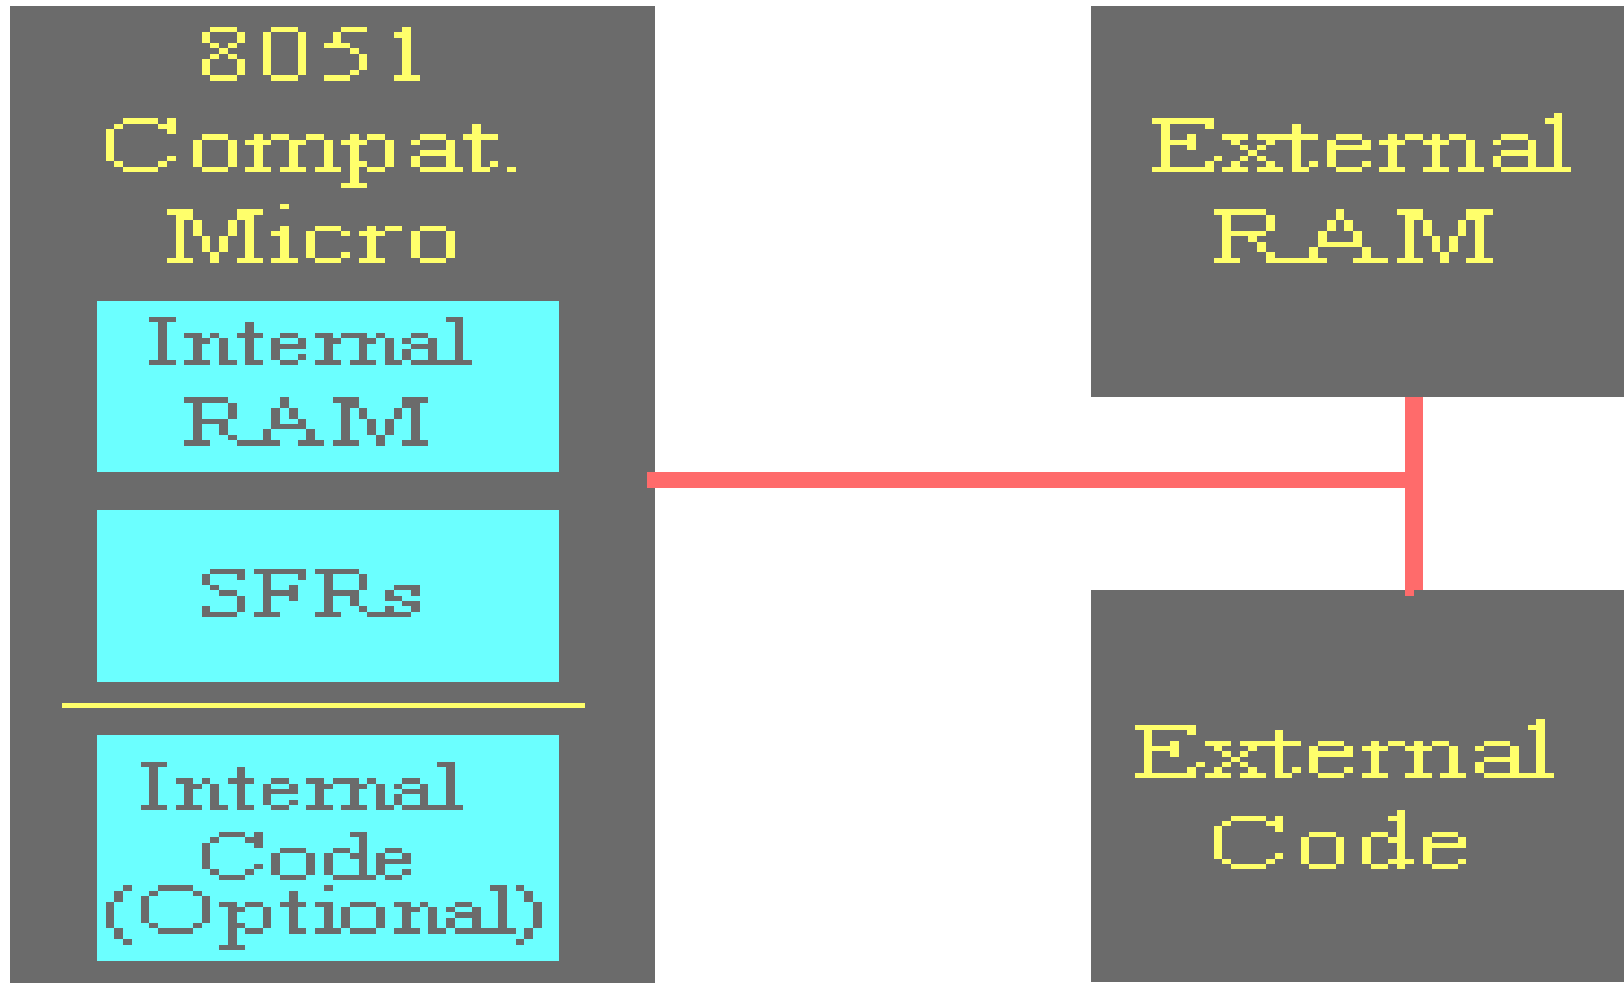 8051
Compat.
Micro
Internal
RAM
SFRs
Internal
Code
(Optional)
External
RAM
External
Code